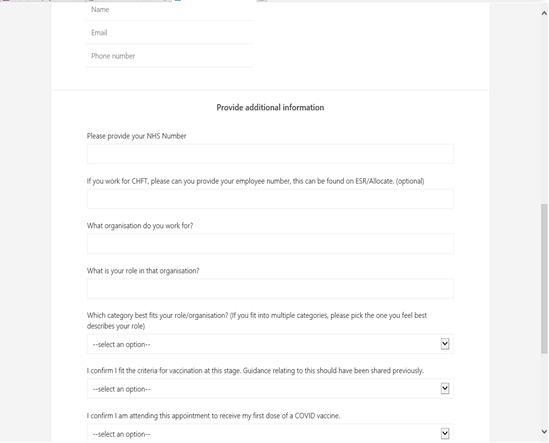 Name
Email
Phone number
Provide additional information
Please provide your NHS Number
If you work for CHFT, please can you provide your employee number, this can be found on ESR/Allocate. (optional)
What organisation do you work for?
What is your role in that organisation?
Which category best fits your role/organisation? (If you fit into multiple categories, please pick the one you feel best
describes your role)
--select an option--
I confirm I fit the criteria for vaccination at this stage. Guidance relating to this should have been shared previously.
--select an option--
I confirm I am attending this appointment to receive my first dose of a COVID vaccine.
--select an option--